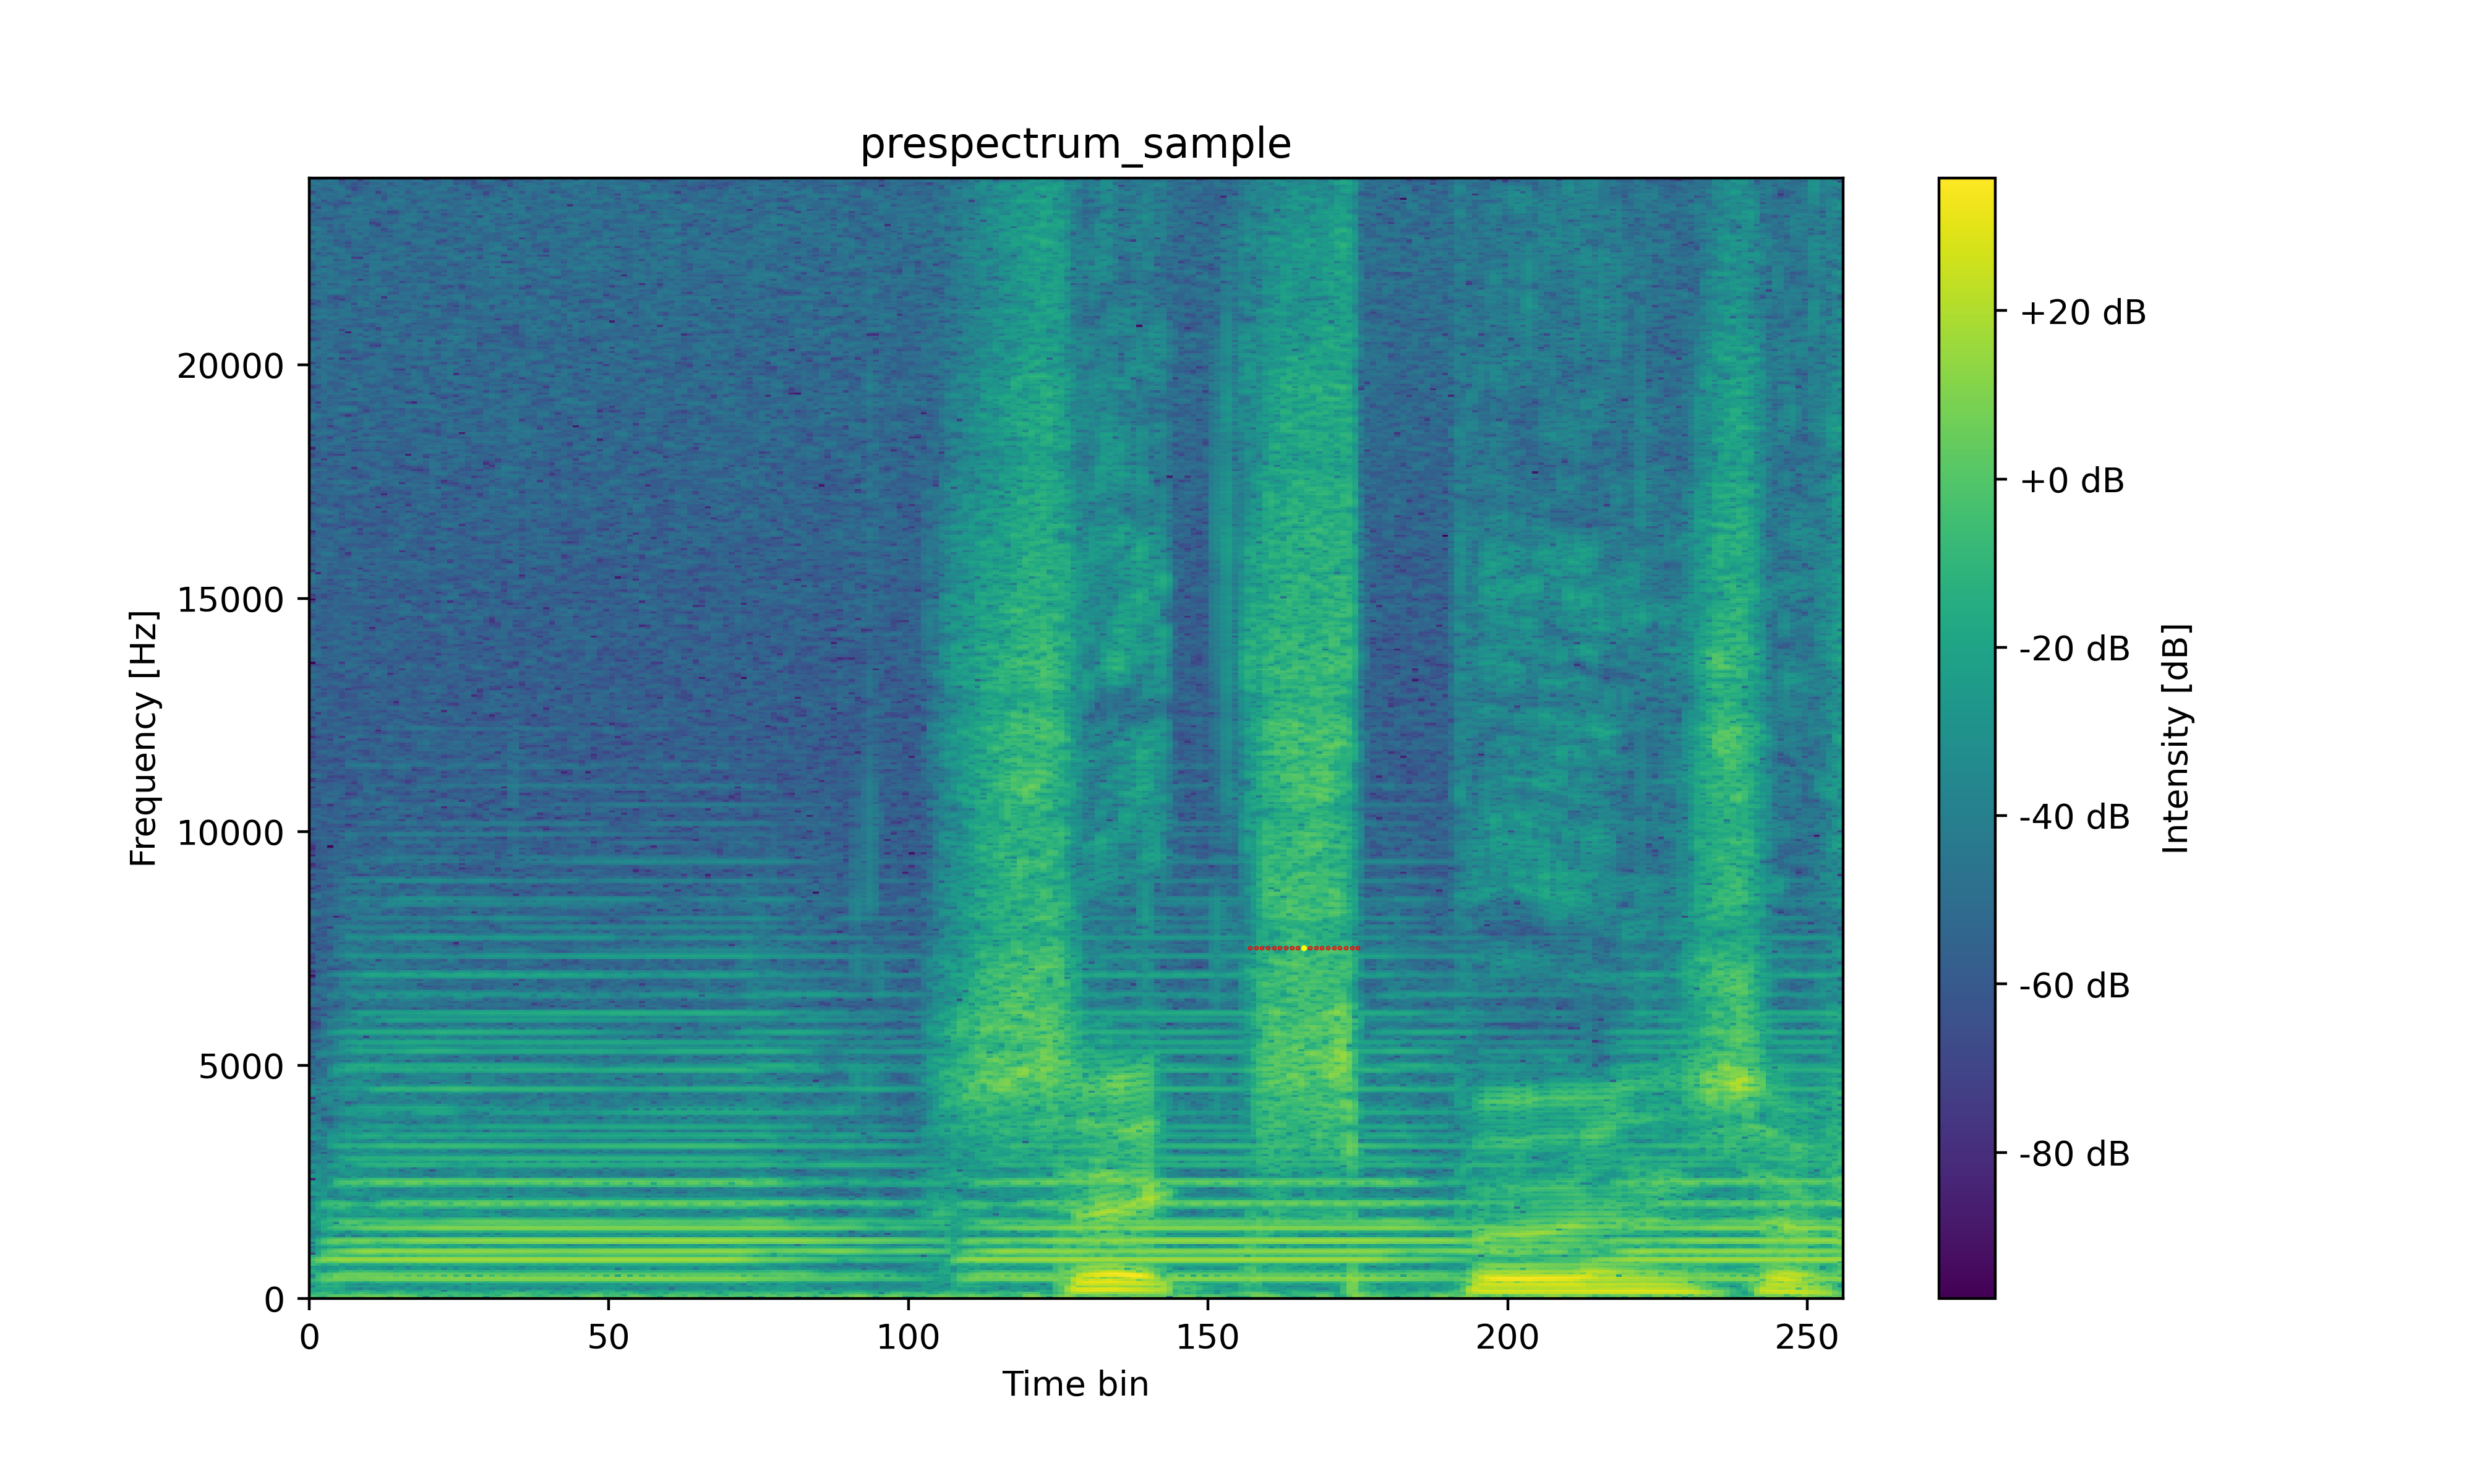 prespectrum_sample
Frequency [Hz]
20000
15000
10000
5000
0
0 50 100 150 200 250
Time bin
+20 dB
+0 dB
-20 dB
-40 dB
-60 dB
-80 dB
Intensity [dB]